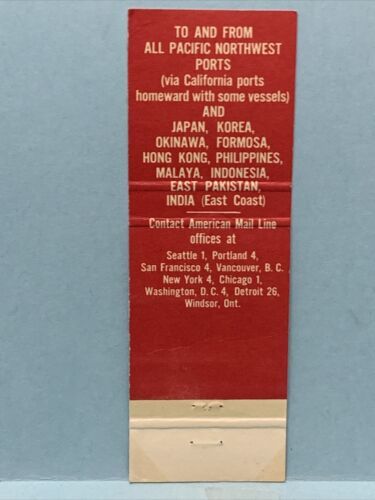 TO AND FROM
ALL PACIFIC NORTHWEST
PORTS
(via California ports
homeward with some vessels)
AND
JAPAN, KOREA,
OKINAWA, FORMOSA,
HONG KONG, PHILIPPINES,
MALAYA, INDONESIA,
EAST PAKISTAN,
INDIA (East Coast)
Contact American Mail Line
offices at
Seattle 1, Portland 4,
San Francisco 4, Vancouver, B. C.
New York 4, Chicago 1,
Washington, D. C. 4, Detroit 26,
Windsor, Ont.